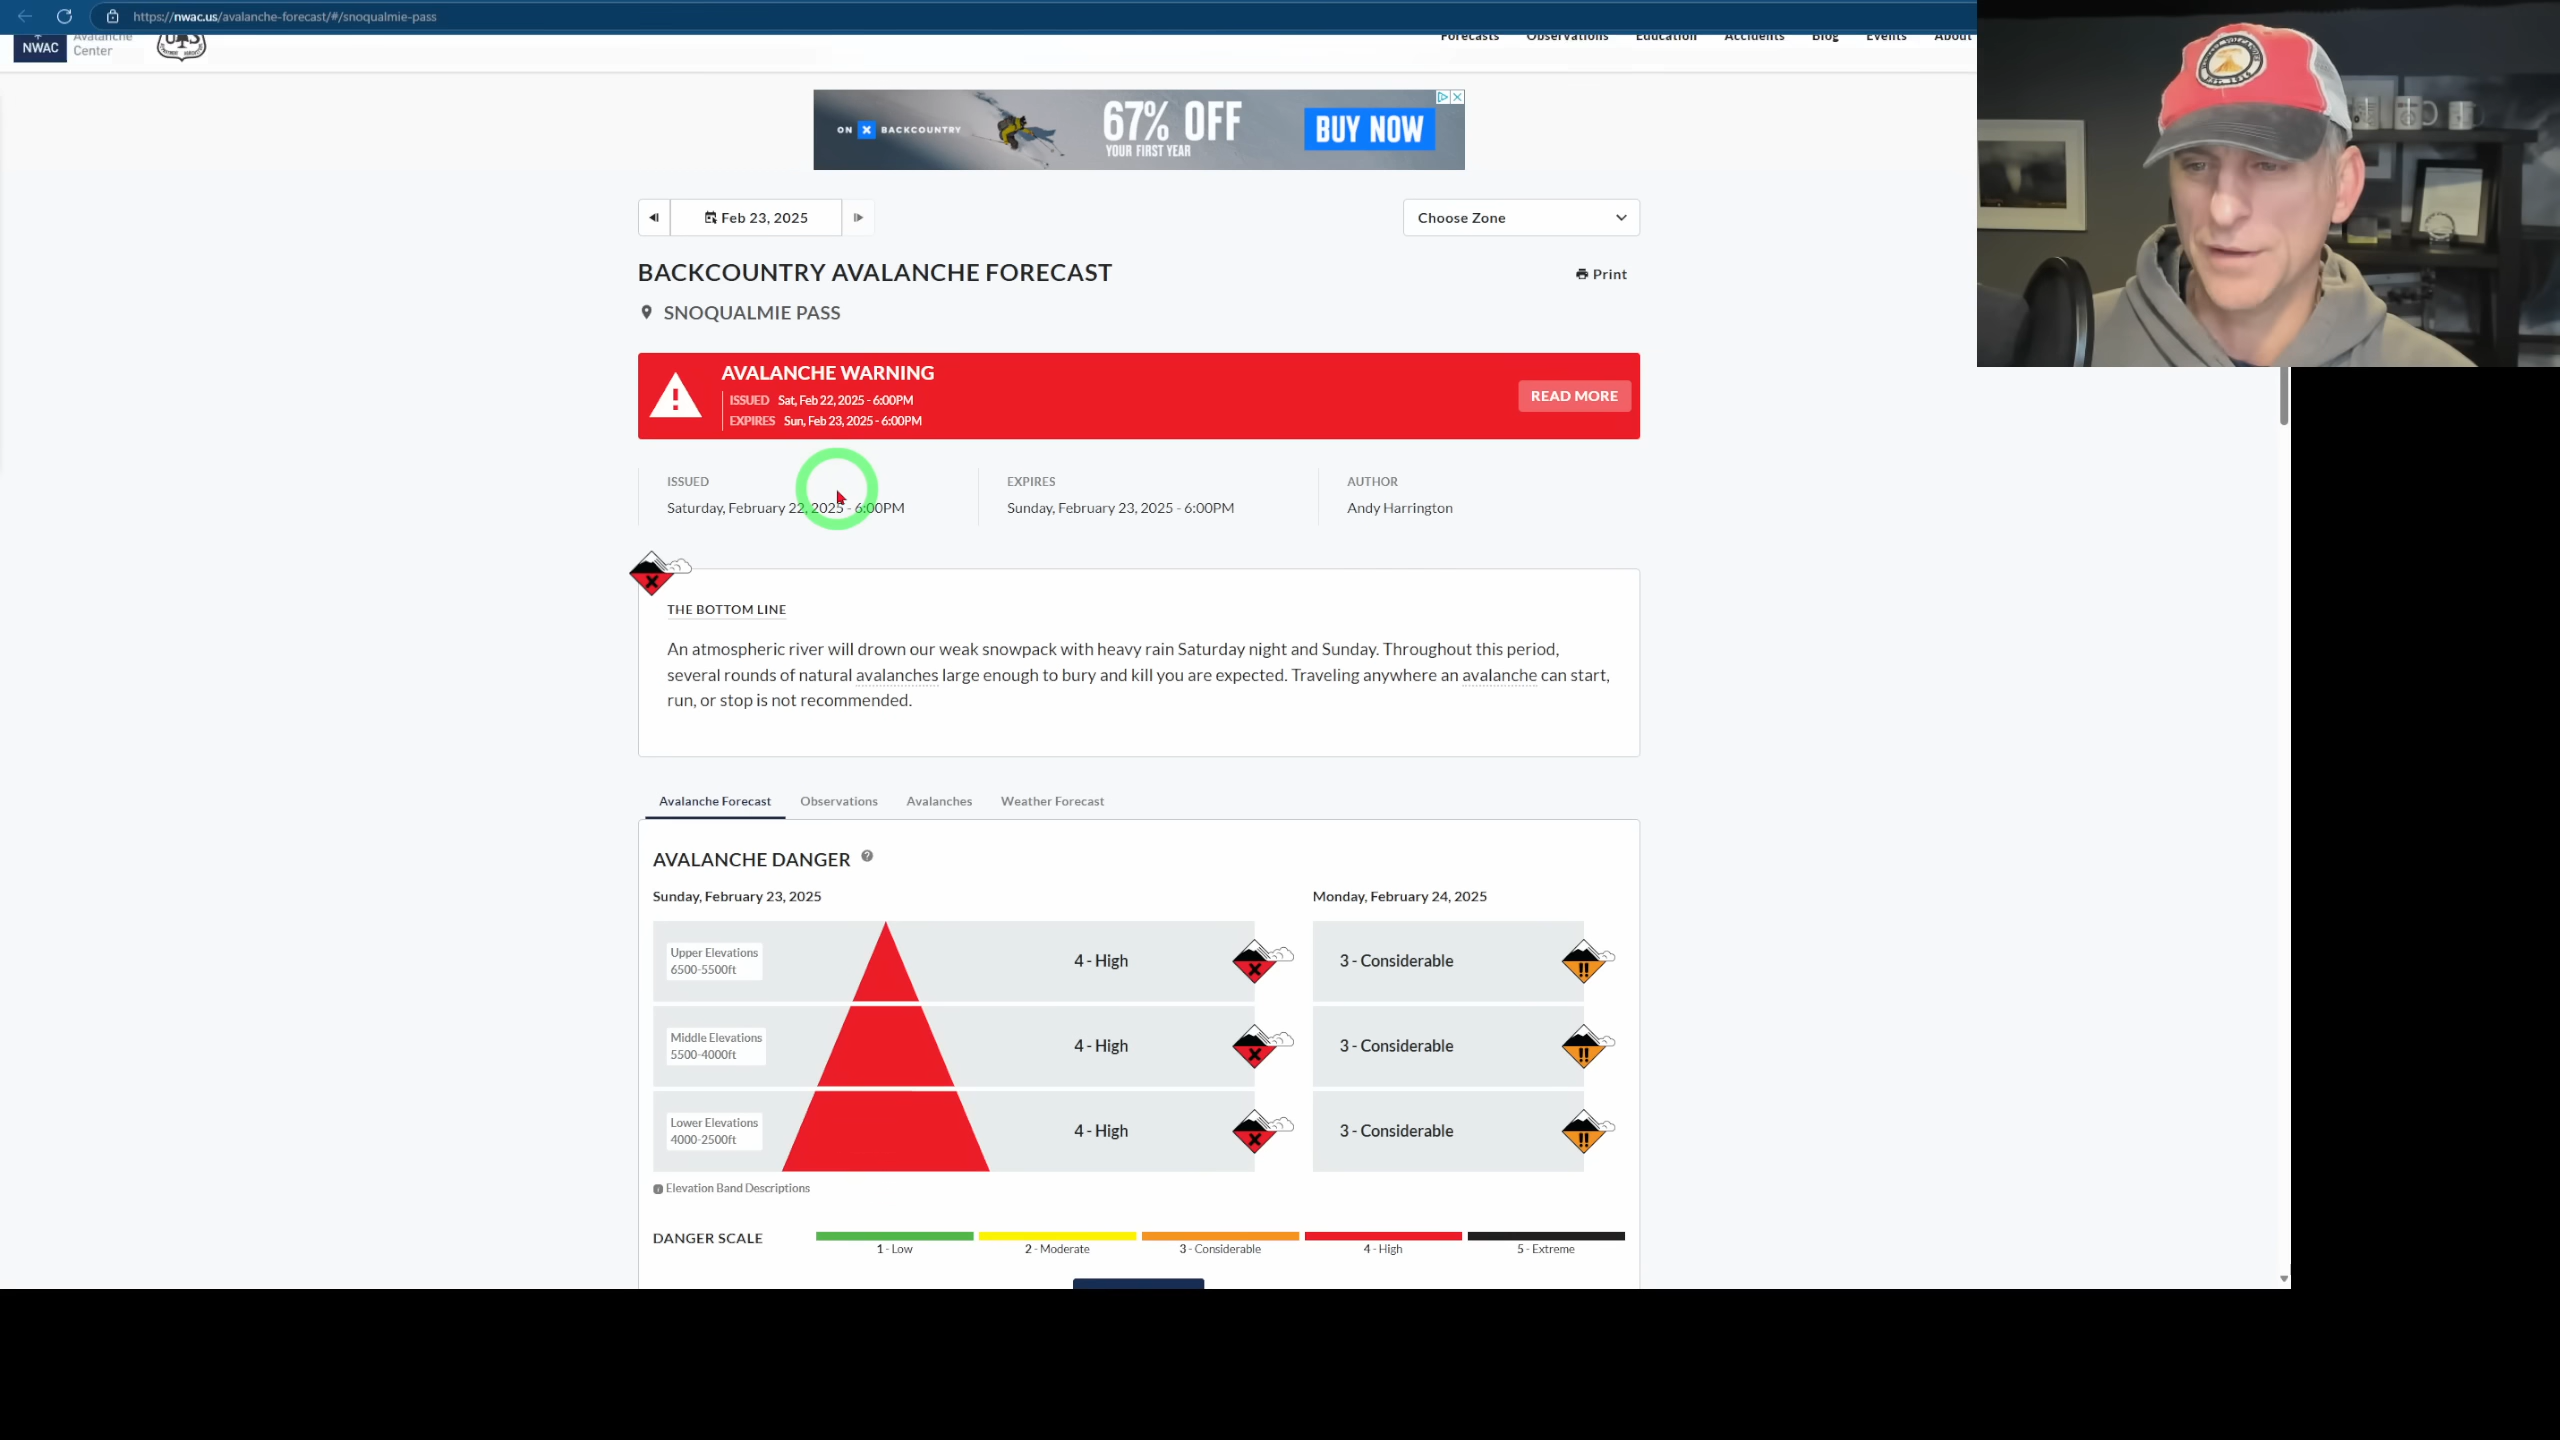 https://nwac.us/avalanche-forecast/#/snoqualmie-pass
NWAC
Avalanche
Center
Forecasts Observations Education Accidents Blog Events About
ON X BACKCOUNTRY
67% OFF
YOUR FIRST YEAR
BUY NOW
Feb 23, 2025
Choose Zone
BACKCOUNTRY AVALANCHE FORECAST
Print
SNOQUALMIE PASS
AVALANCHE WARNING
ISSUED Sat, Feb 22, 2025 - 6:00PM
EXPIRES Sun, Feb 23, 2025 - 6:00PM
READ MORE
ISSUED
Saturday, February 22, 2025 - 6:00PM
EXPIRES
Sunday, February 23, 2025 - 6:00PM
AUTHOR
Andy Harrington
THE BOTTOM LINE
An atmospheric river will drown our weak snowpack with heavy rain Saturday night and Sunday. Throughout this period,
several rounds of natural avalanches large enough to bury and kill you are expected. Traveling anywhere an avalanche can start,
run, or stop is not recommended.
Avalanche Forecast Observations Avalanches Weather Forecast
AVALANCHE DANGER
Sunday, February 23, 2025
Monday, February 24, 2025
Upper Elevations
6500-5500ft
4 - High
3 - Considerable
Middle Elevations
5500-4000ft
4 - High
3 - Considerable
Lower Elevations
4000-2500ft
4 - High
3 - Considerable
Elevation Band Descriptions
DANGER SCALE
1 - Low
2 - Moderate
3 - Considerable
4 - High
5 - Extreme